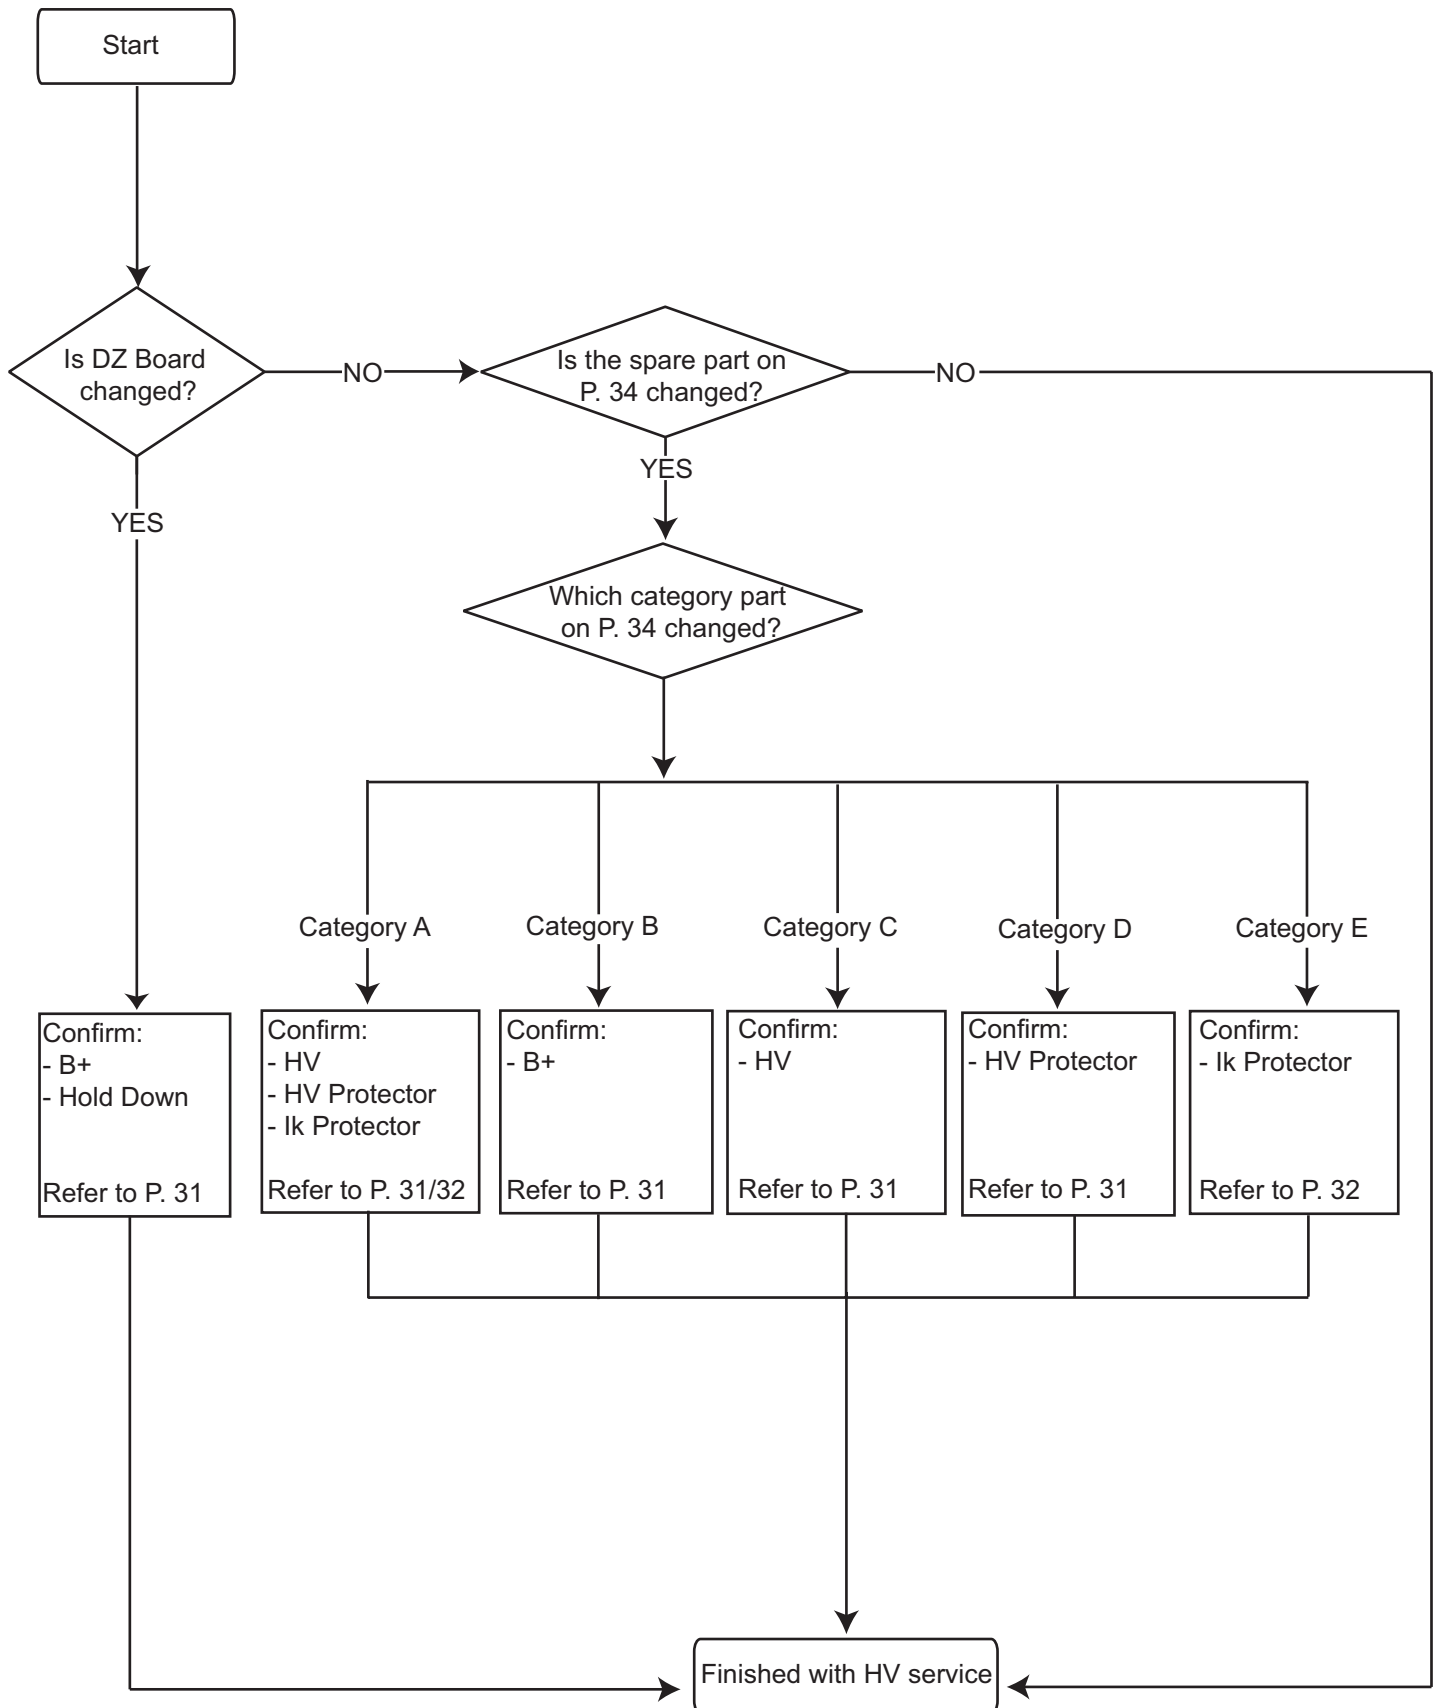 Start
Is DZ Board
changed?
NO
Is the spare part on
P. 34 changed?
NO
YES
YES
Which category part
on P. 34 changed?
Category A
Category B
Category C
Category D
Category E
Confirm:
- B+
- Hold Down
Refer to P. 31
Confirm:
- HV
- HV Protector
- Ik Protector
Refer to P. 31/32
Confirm:
- B+
Refer to P. 31
Confirm:
- HV
Refer to P. 31
Confirm:
- HV Protector
Refer to P. 31
Confirm:
- Ik Protector
Refer to P. 32
Finished with HV service